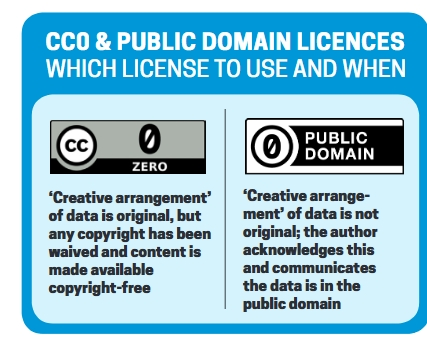 CC0 & PUBLIC DOMAIN LICENCES
WHICH LICENSE TO USE AND WHEN
cc 0
ZERO
‘Creative arrangement’
of data is original, but
any copyright has been
waived and content is
made available
copyright-free
0 PUBLIC
DOMAIN
‘Creative arrange-
ment’ of data is not
original; the author
acknowledges this
and communicates
the data is in the
public domain